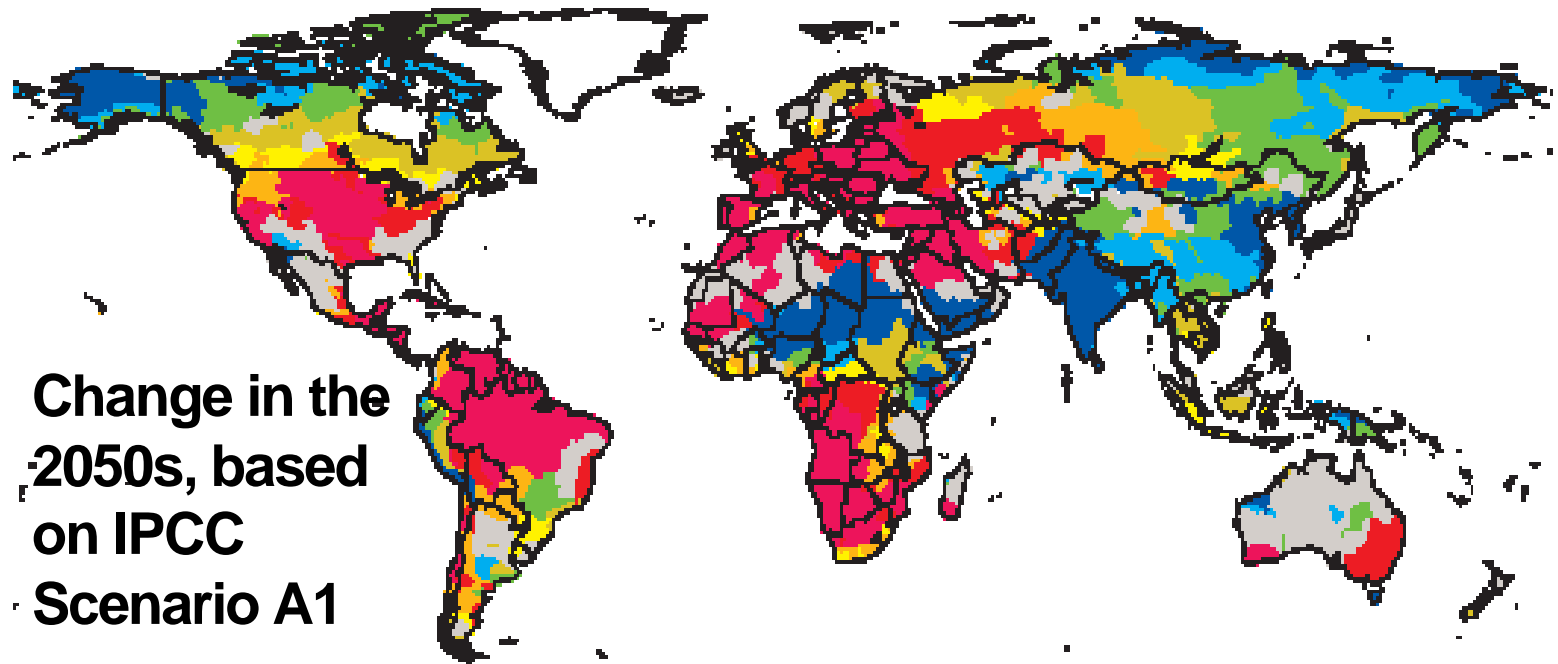 Change in the
2050s, based
on IPCC
Scenario A1